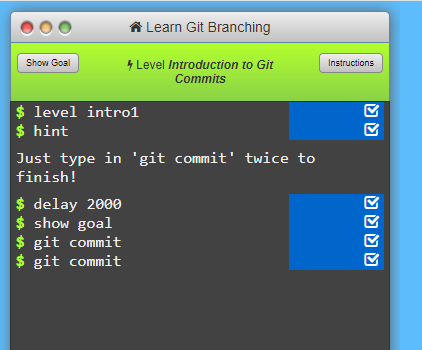 Learn Git Branching
Show Goal
Level Introduction to Git
Commits
Instructions
$ level intro1
$ hint
Just type in 'git commit' twice to
finish!
$ delay 2000
$ show goal
$ git commit
$ git commit